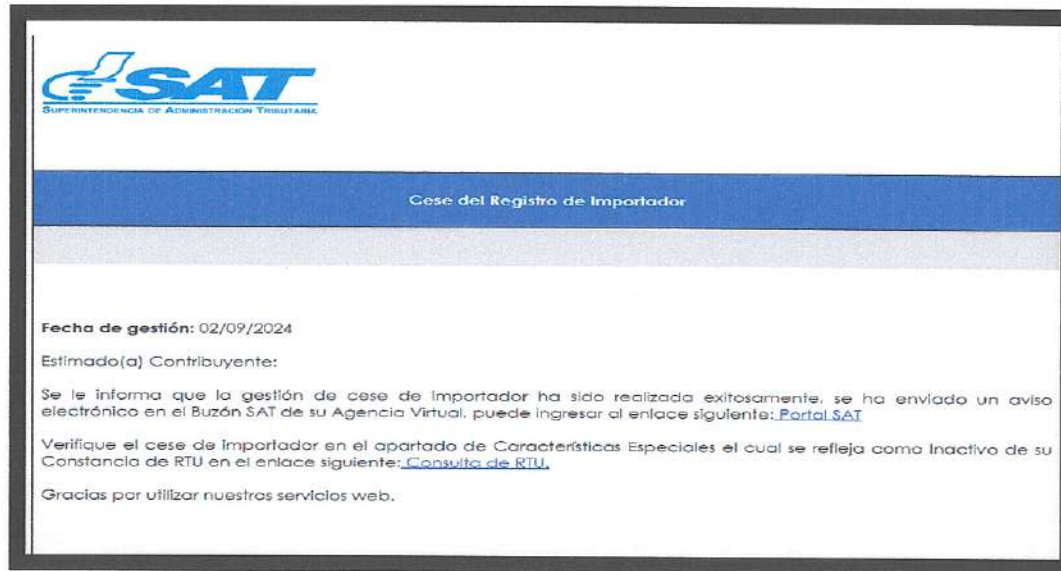 SAT
SUPERINTENDENCIA DE ADMINISTRACION TRIBUTARIA
Cese del Registro de Importador
Fecha de gestión: 02/09/2024
Estimado(a) Contribuyente:
Se le informa que la gestión de cese de Importador ha sido realizada exitosamente, se ha enviado un aviso
electrónico en el Buzón SAT de su Agencia Virtual, puede ingresar al enlace siguiente: Portal SAT
Verifique el cese de importador en el apartado de Características Especiales el cual se refleja como Inactivo de su
Constancia de RTU en el enlace siguiente: Consulta de RTU.
Gracias por utilizar nuestros servicios web.